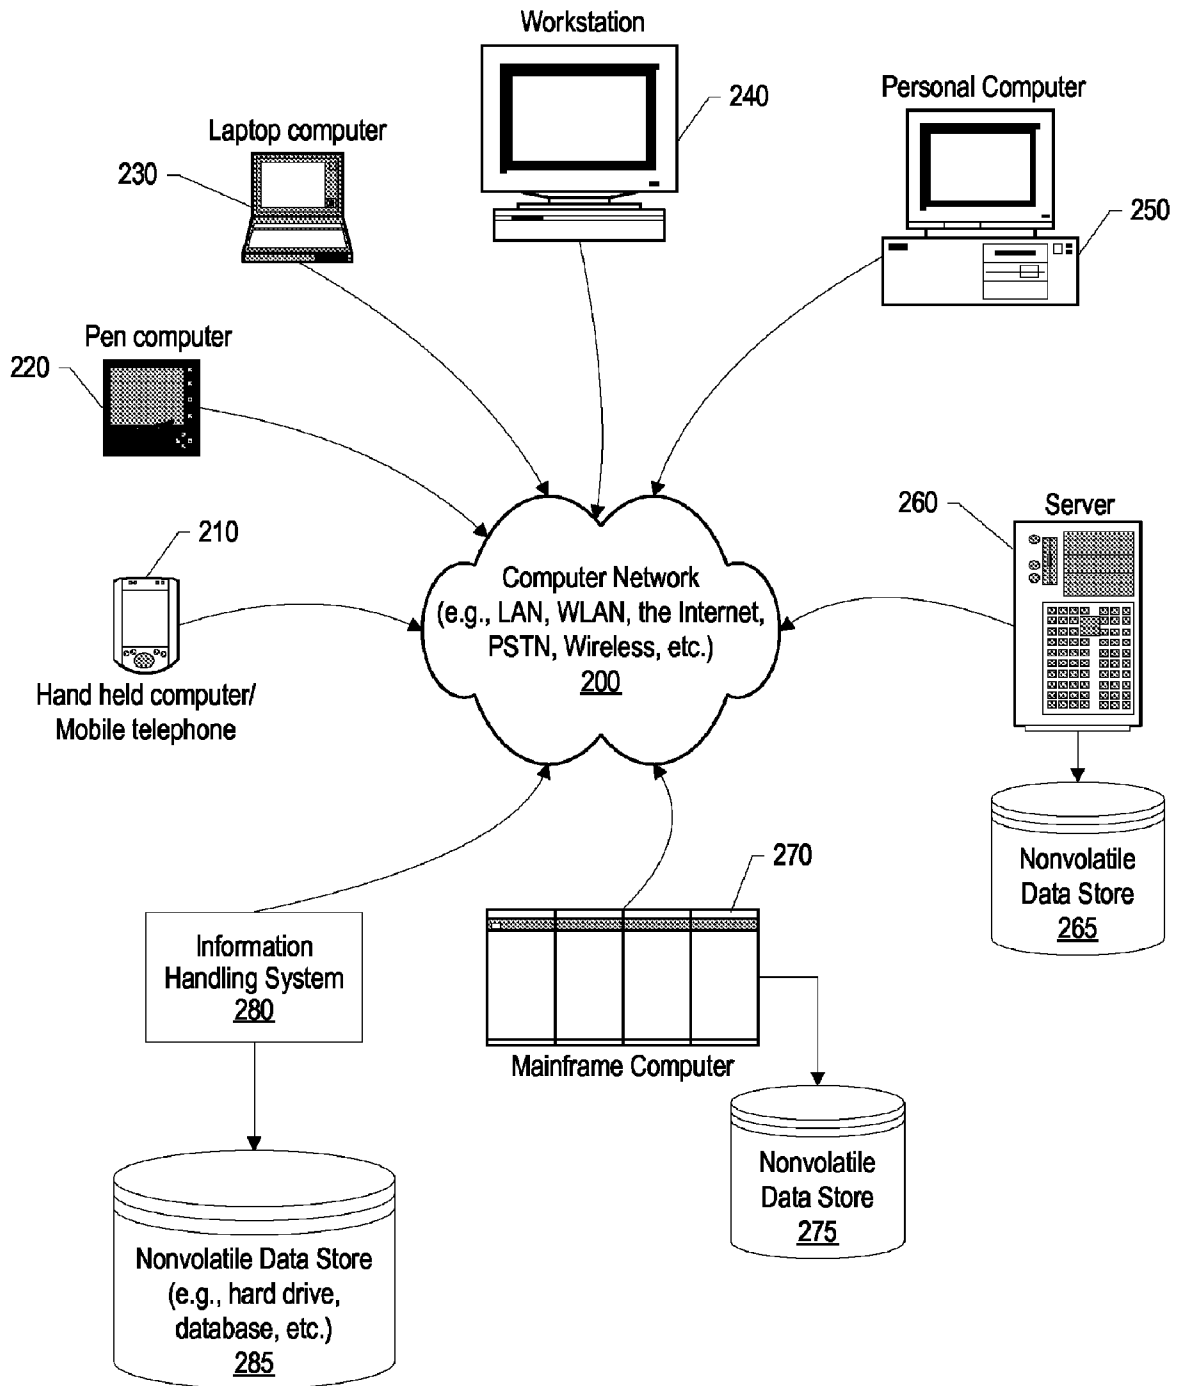 Workstation
240
Personal Computer
Laptop computer
230
250
Pen computer
220
260
Server
210
Computer Network
(e.g., LAN, WLAN, the Internet,
PSTN, Wireless, etc.)
200
Hand held computer/
Mobile telephone
Nonvolatile
Data Store
265
270
Information
Handling System
280
Mainframe Computer
Nonvolatile
Data Store
275
Nonvolatile Data Store
(e.g., hard drive,
database, etc.)
285